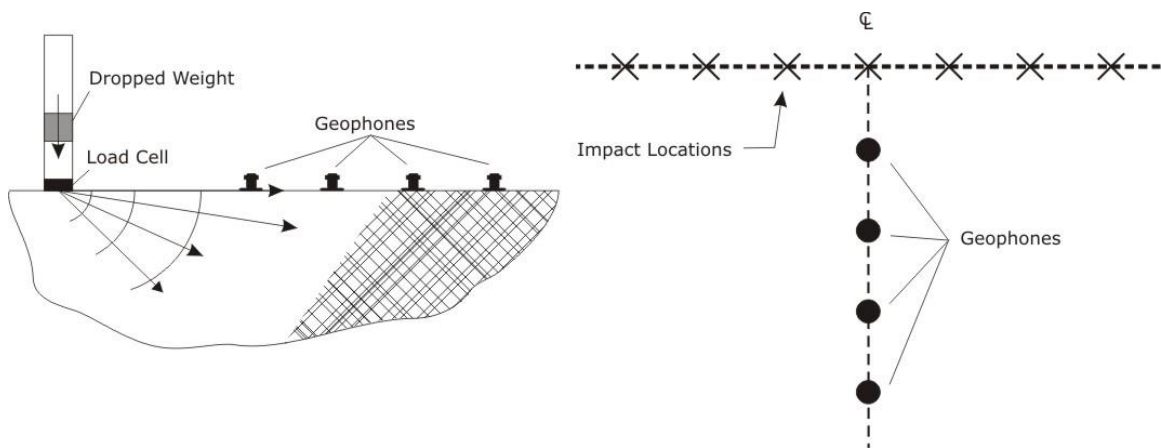 Dropped Weight
Load Cell
Geophones
℄
Impact Locations
Geophones